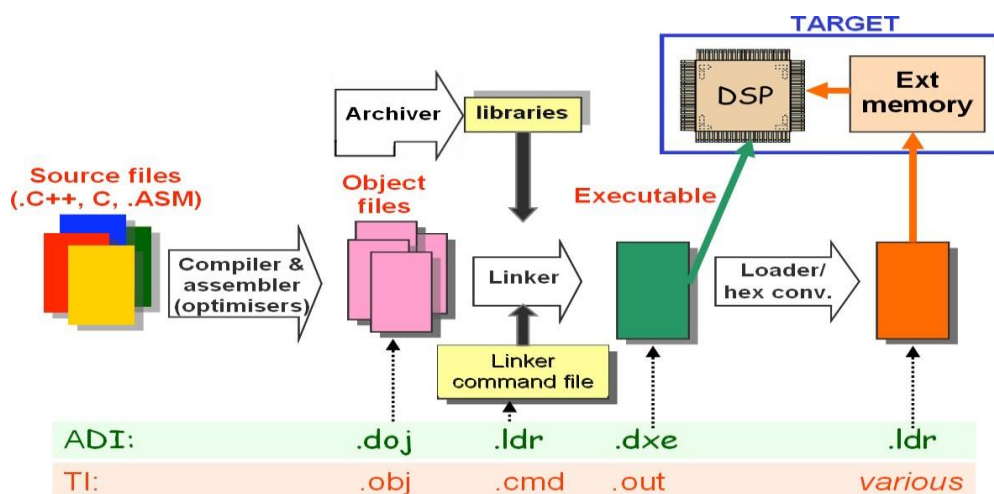 TARGET
DSP
Ext
memory
Archiver
libraries
Source files
(.C++, C, .ASM)
Object
files
Executable
Compiler &
assembler
(optimisers)
Linker
Loader/
hex conv.
Linker
command file
ADI: .doj .ldr .dxe .ldr
TI: .obj .cmd .out various